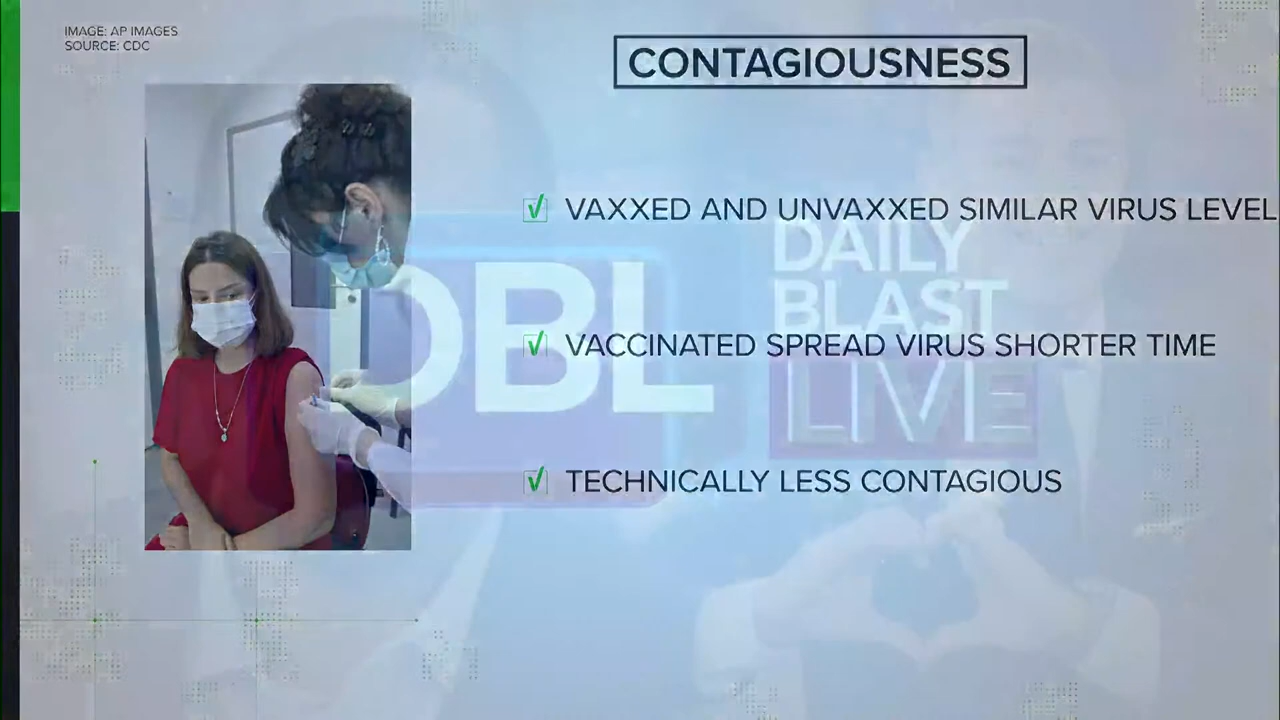 IMAGE: AP IMAGES
SOURCE: CDC
CONTAGIOUSNESS
VAXXED AND UNVAXXED SIMILAR VIRUS LEVEL
DBL
DAILY
BLAST
VACCINATED SPREAD VIRUS SHORTER TIME
LIVE
TECHNICALLY LESS CONTAGIOUS